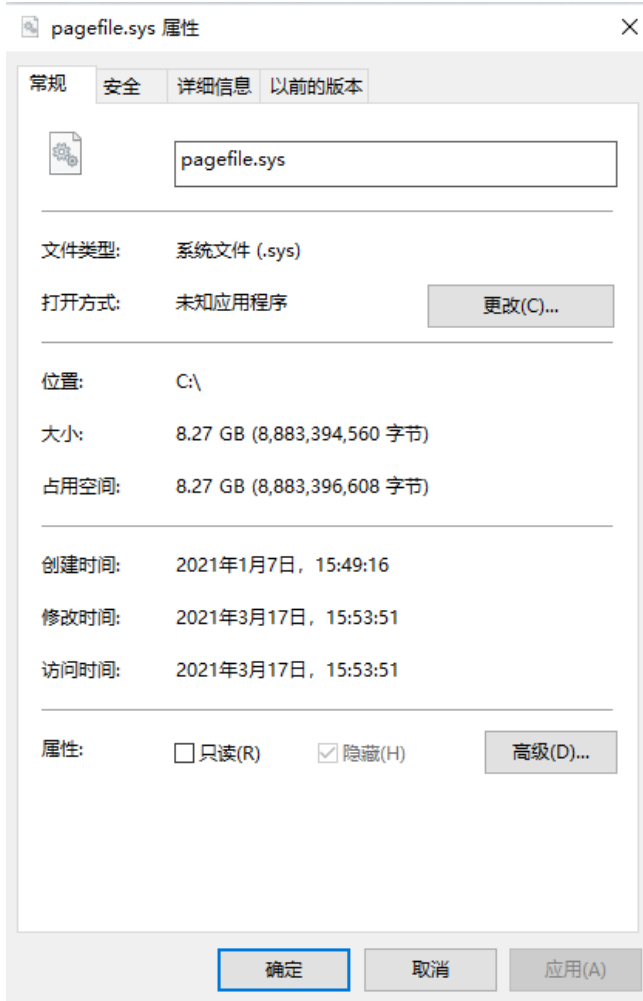 pagefile.sys 属性
常规 安全 详细信息 以前的版本
pagefile.sys
文件类型: 系统文件 (.sys)
打开方式: 未知应用程序 更改(C)...
位置: C:\
大小: 8.27 GB (8,883,394,560 字节)
占用空间: 8.27 GB (8,883,396,608 字节)
创建时间: 2021年1月7日，15:49:16
修改时间: 2021年3月17日，15:53:51
访问时间: 2021年3月17日，15:53:51
属性: 只读(R) 隐藏(H) 高级(D)...
确定 取消 应用(A)